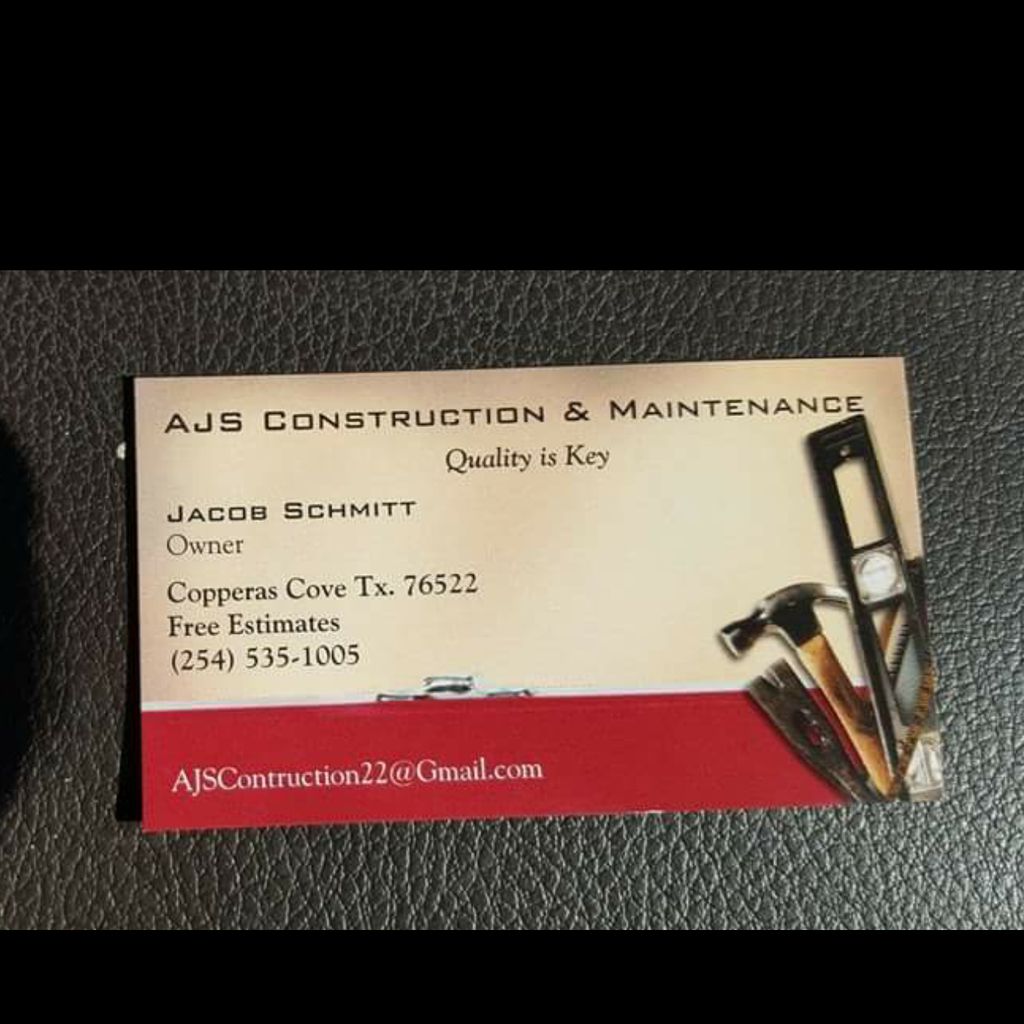 AJS CONSTRUCTION & MAINTENANCE
Quality is Key
JACOB SCHMITT
Owner
Copperas Cove Tx. 76522
Free Estimates
(254) 535-1005
AJSContruction22@Gmail.com